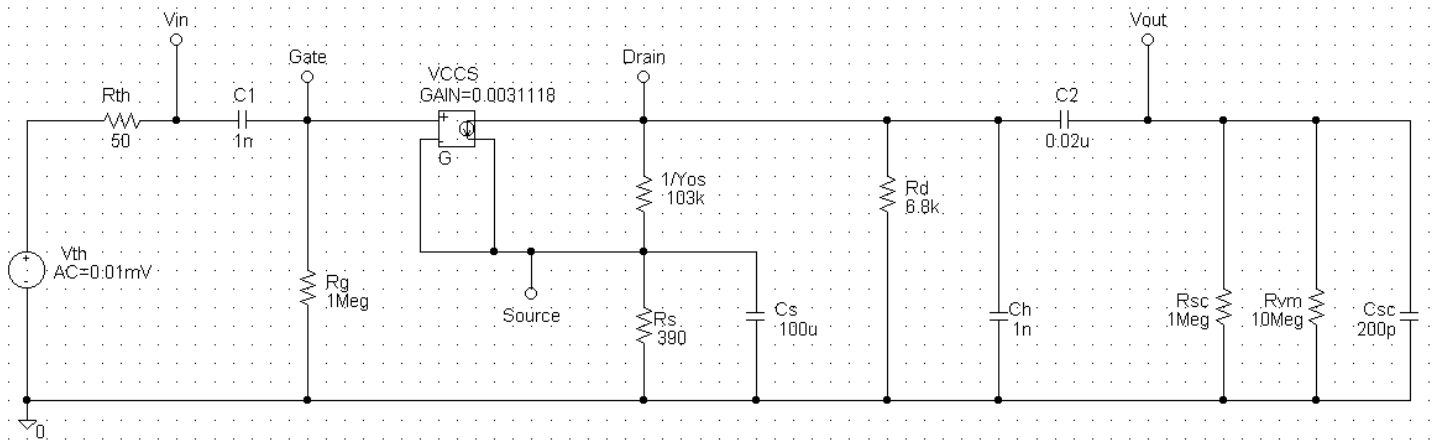 Vin
Vout
Gate
Drain
Rth
50
C1
1n
VCCS
GAIN=0.0031118
+
-
G
C2
0.02u
1/Yos
103k
Rd
6.8k
+
-
Vth
AC=0.01mV
Rg
1Meg
Source
Rs
390
Cs
100u
Ch
1n
Rsc
1Meg
Rvm
10Meg
Csc
200p
0